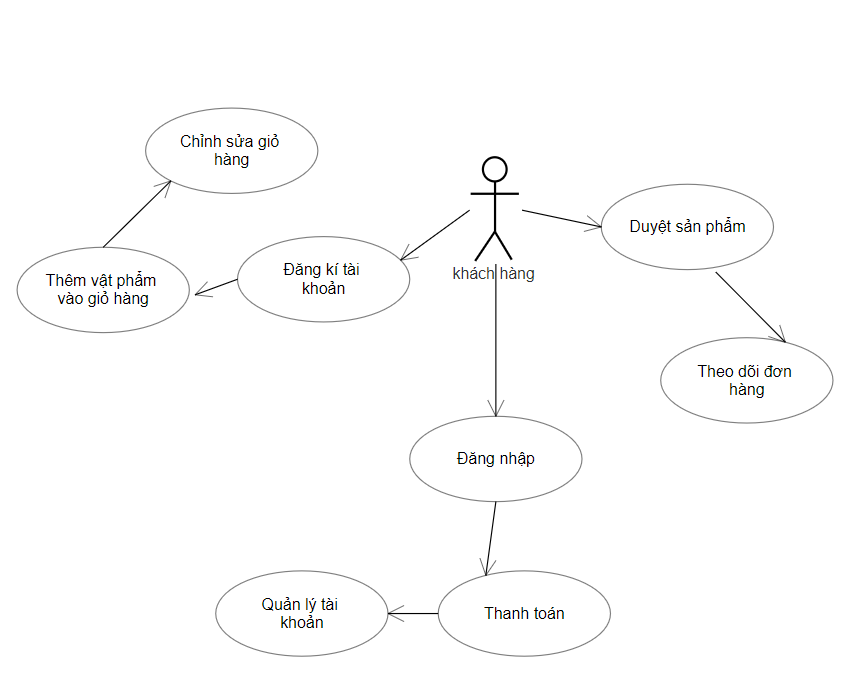 Chỉnh sửa giỏ
hàng
Duyệt sản phẩm
Đăng kí tài
khoản
khách hàng
Thêm vật phẩm
vào giỏ hàng
Theo dõi đơn
hàng
Đăng nhập
Quản lý tài
khoản
Thanh toán